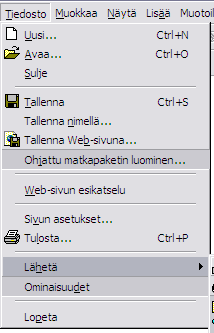 Tiedosto Muokkaa Näytä Lisää Muotoil
Uusi... Ctrl+N
Avaa... Ctrl+O
Sulje
Tallenna Ctrl+S
Tallenna nimellä...
Tallenna Web-sivuna...
Ohjattu matkapaketin luominen...
Web-sivun esikatselu
Sivun asetukset...
Tulosta... Ctrl+P
Lähetä
Ominaisuudet
Lopeta